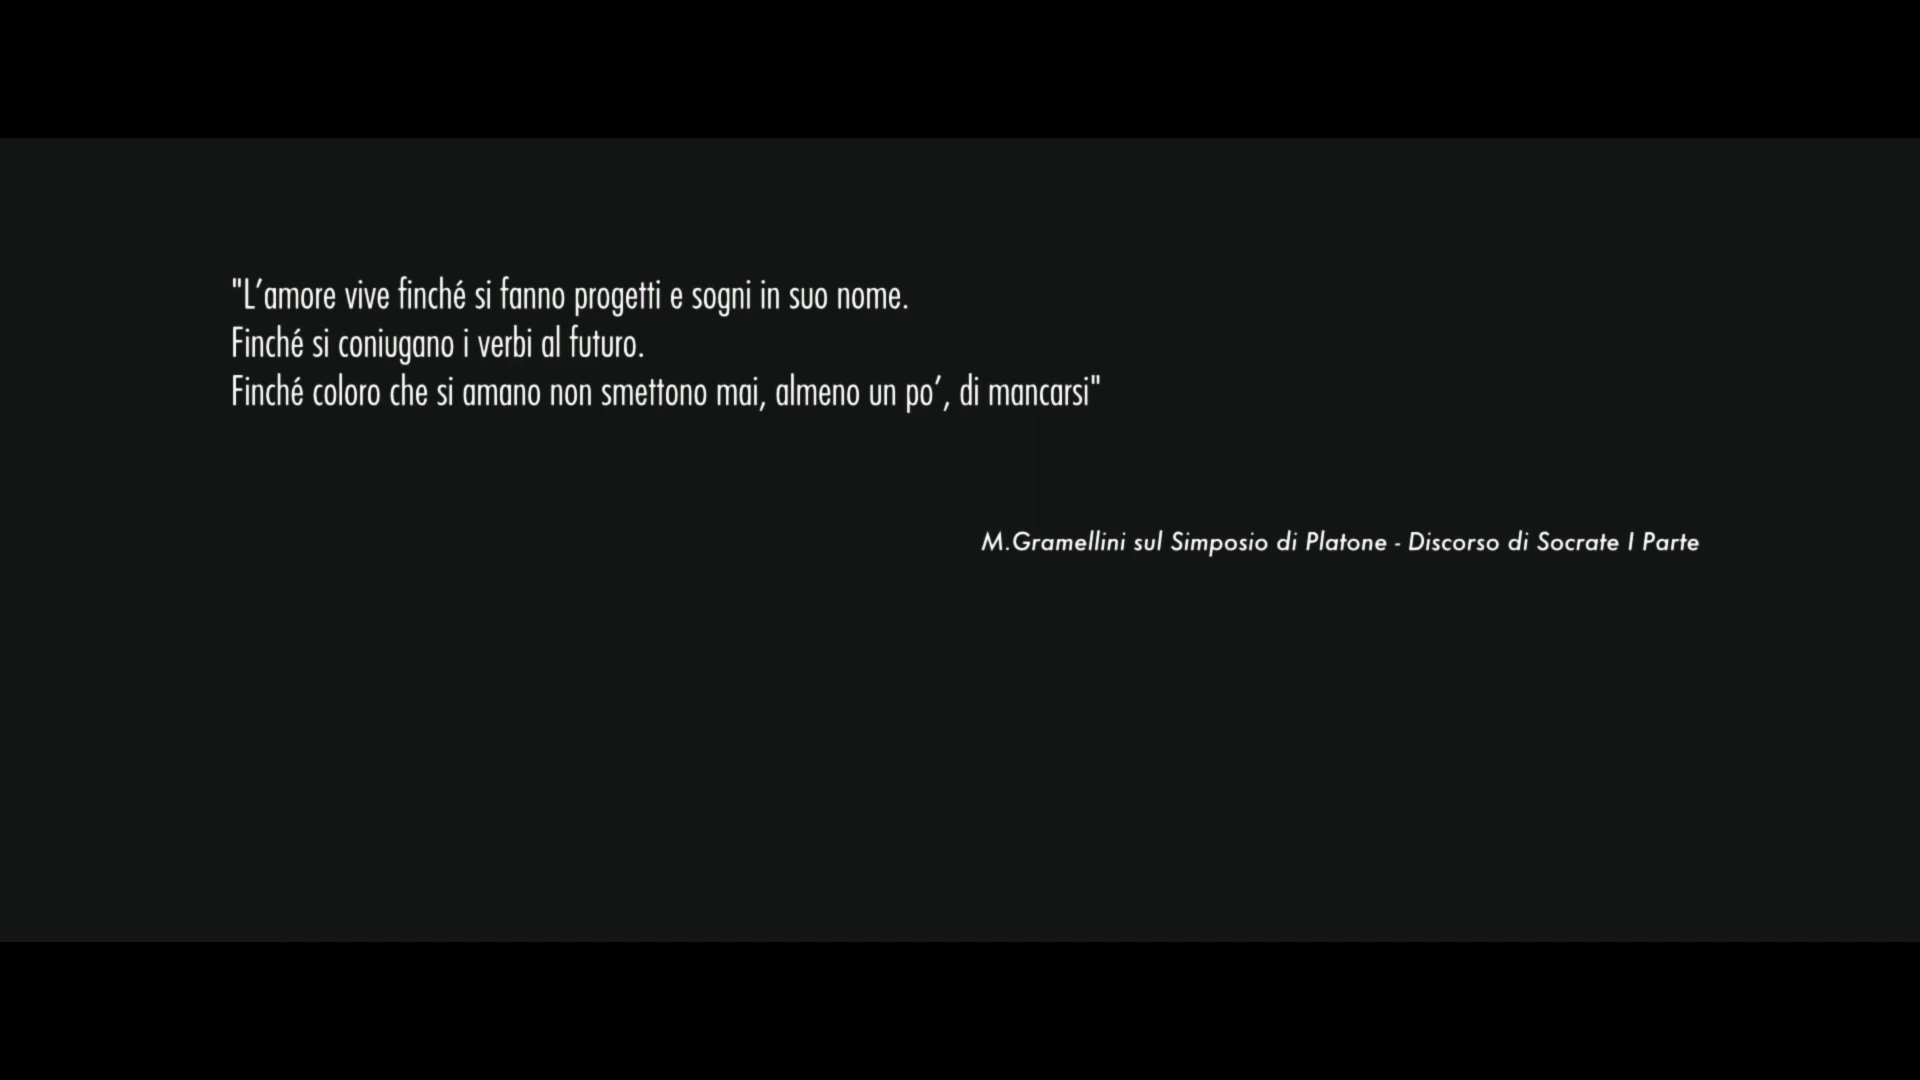 "L’amore vive finché si fanno progetti e sogni in suo nome.
Finché si coniugano i verbi al futuro.
Finché coloro che si amano non smettono mai, almeno un po’, di mancarsi"
M.Gramellini sul Simposio di Platone - Discorso di Socrate I Parte